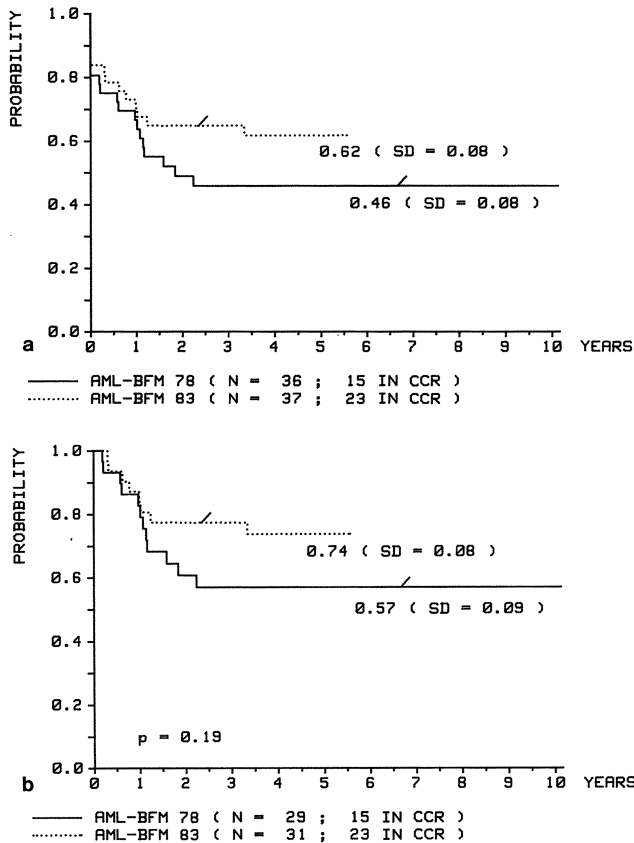 PROBABILITY
1.0
0.8
0.6
0.4
0.2
0.0
0.62 ( SD = 0.08 )
0.46 ( SD = 0.08 )
a
0 1 2 3 4 5 6 7 8 9 10 YEARS
AML-BFM 78 ( N = 36 ; 15 IN CCR )
AML-BFM 83 ( N = 37 ; 23 IN CCR )
PROBABILITY
1.0
0.8
0.6
0.4
0.2
0.0
0.74 ( SD = 0.08 )
0.57 ( SD = 0.09 )
p = 0.19
b
0 1 2 3 4 5 6 7 8 9 10 YEARS
AML-BFM 78 ( N = 29 ; 15 IN CCR )
AML-BFM 83 ( N = 31 ; 23 IN CCR )